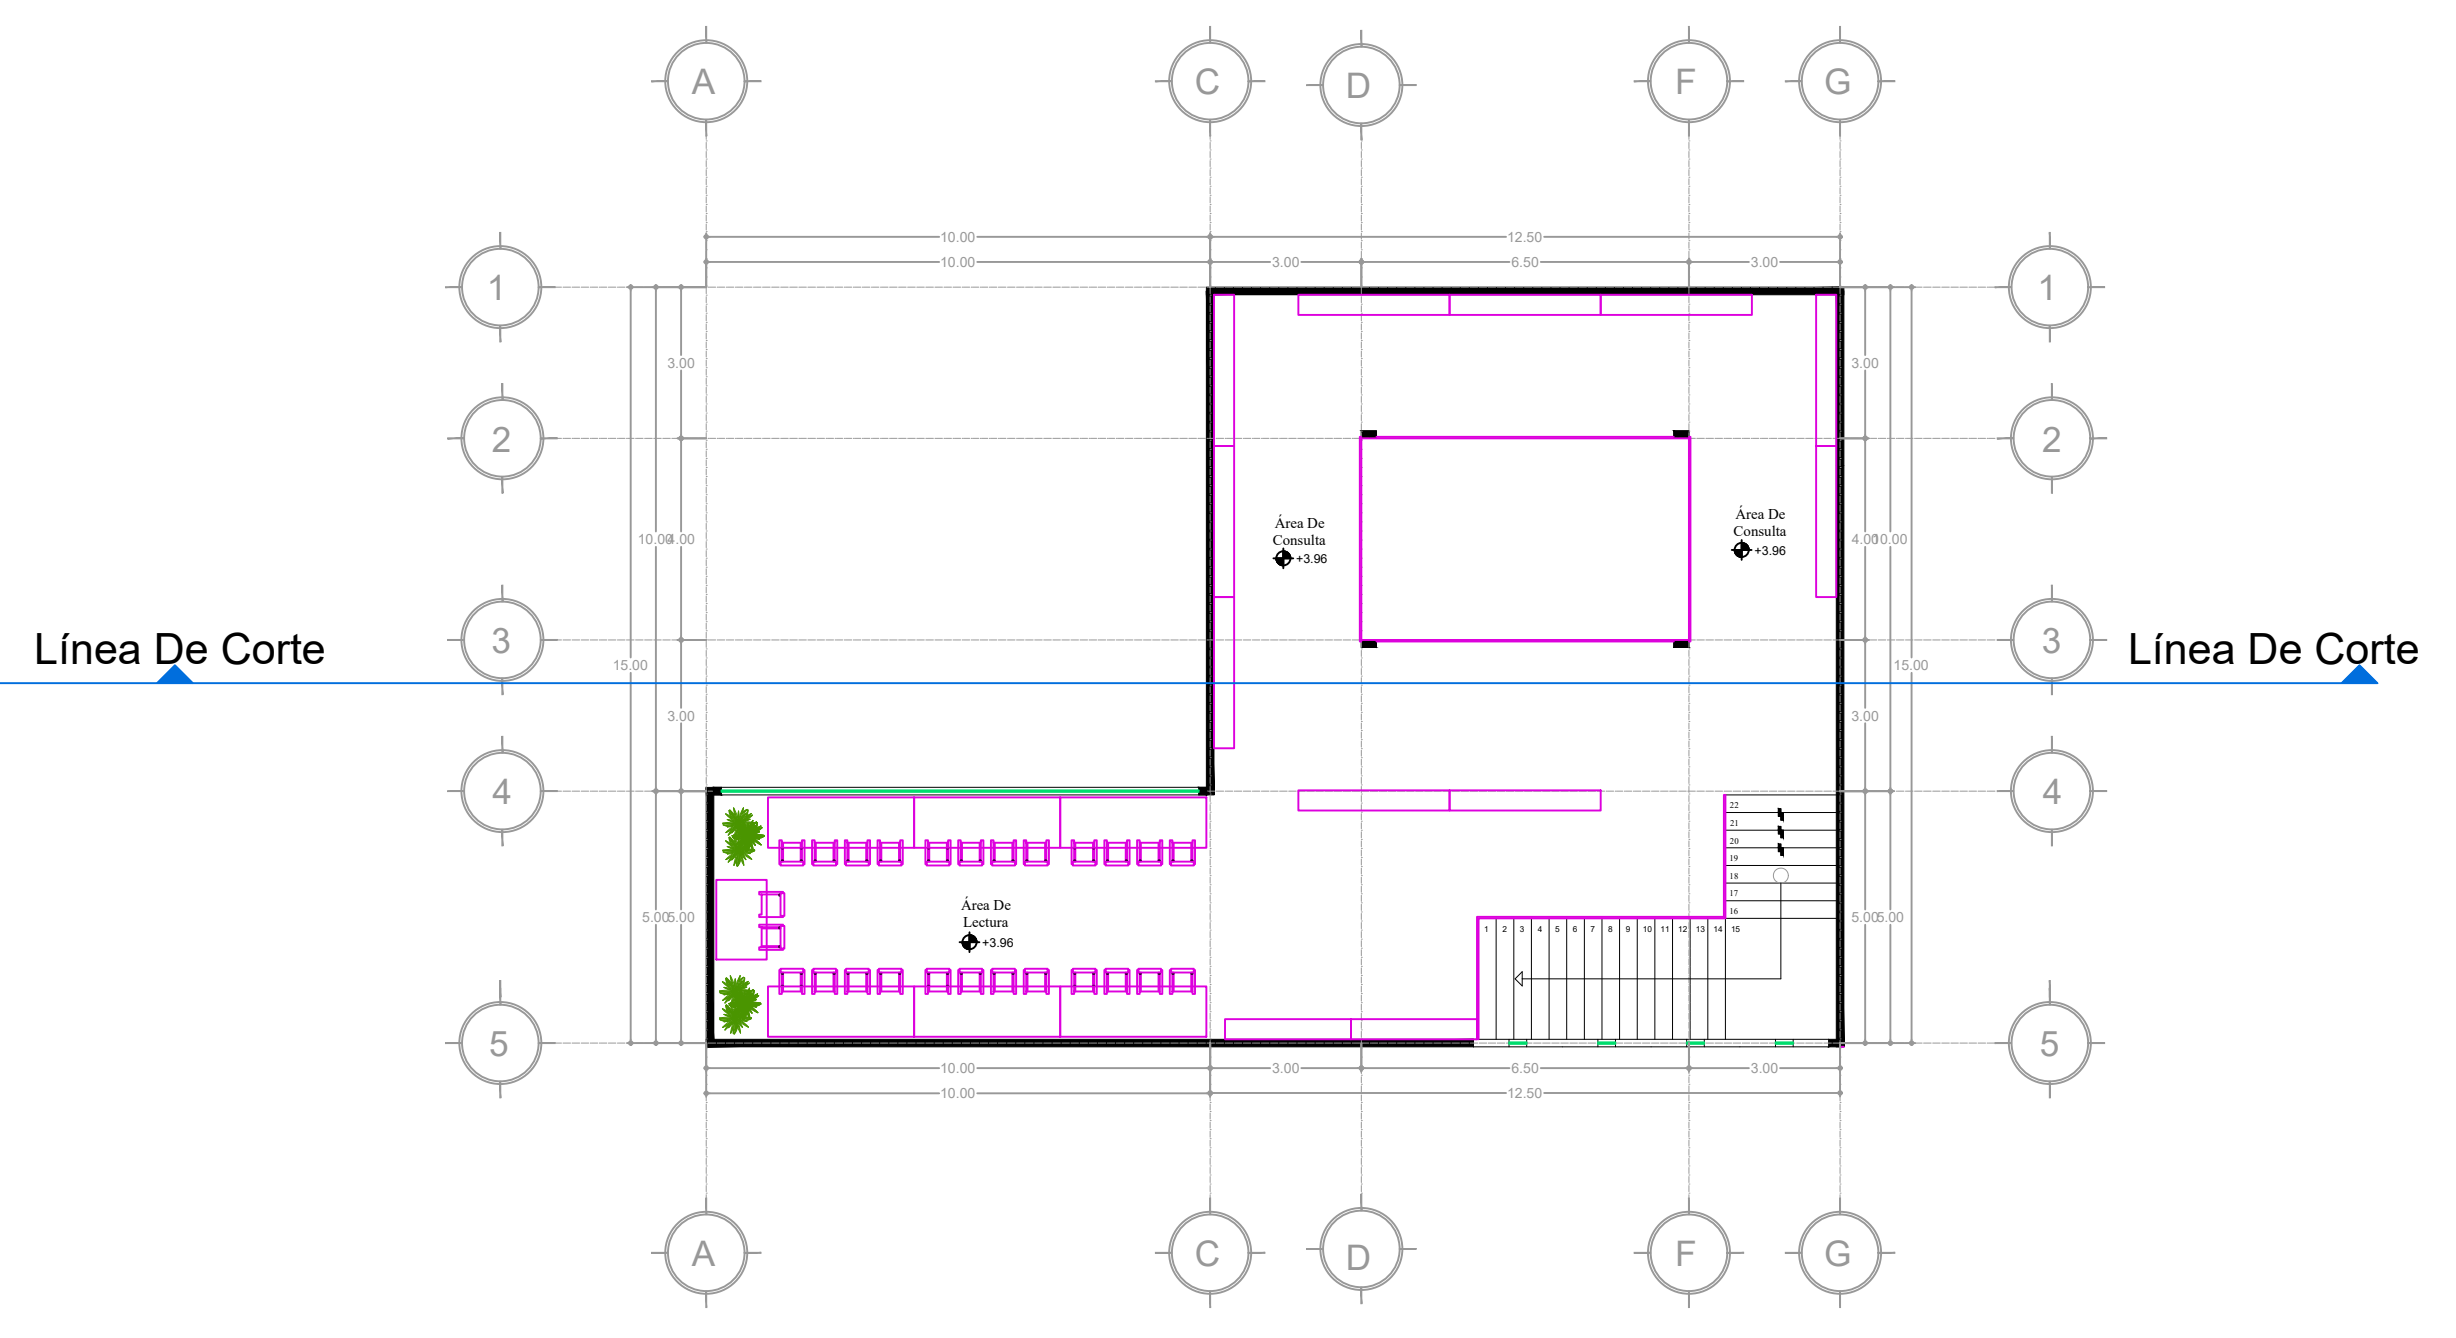 A C D F G
10.00 12.50
10.00 3.00 6.50 3.00
1 1
3.00 3.00
2 2
Área De
Consulta
+3.96
Área De
Consulta
+3.96
10.00 4.00 4.00 10.00
3 3
Línea De Corte Línea De Corte
15.00 15.00
3.00 3.00
4 4
22
21
20
19
18
17
16
Área De
Lectura
+3.96
5.00 5.00 5.00 5.00
1 2 3 4 5 6 7 8 9 10 11 12 13 14 15
5 5
10.00 3.00 6.50 3.00
10.00 12.50
A C D F G